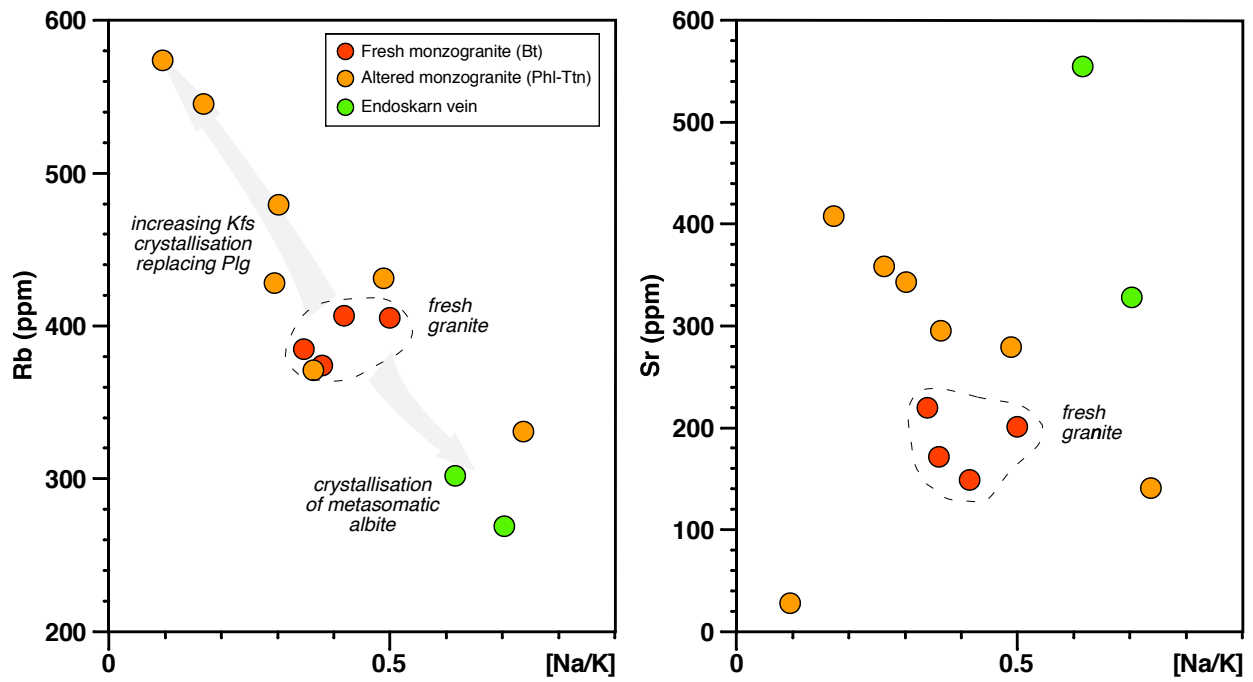 600
500
400
300
200
Rb (ppm)
Fresh monzogranite (Bt)
Altered monzogranite (Phl-Ttn)
Endoskarn vein
increasing Kfs
crystallisation
replacing Plg
fresh
granite
crystallisation
of metasomatic
albite
0
0.5
[Na/K]
600
500
400
300
200
100
0
Sr (ppm)
fresh
granite
0
0.5
[Na/K]